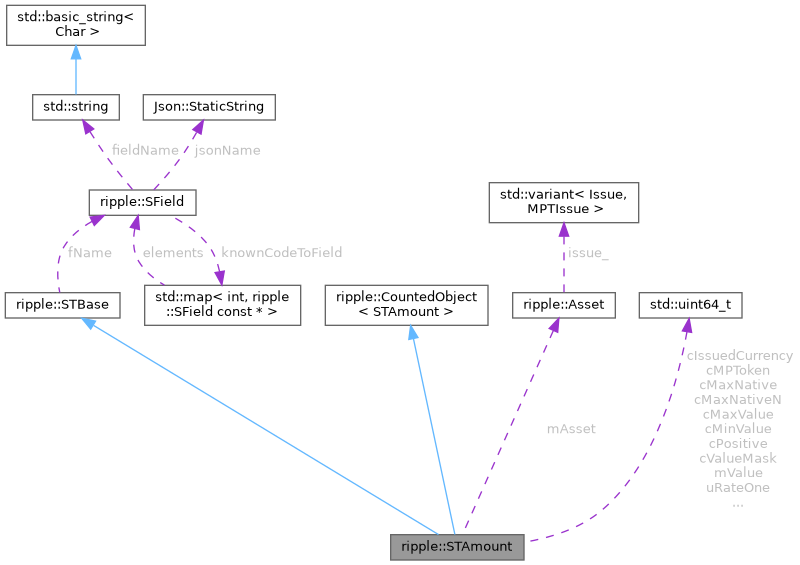 std::basic_string<
Char >
std::string
Json::StaticString
fieldName
jsonName
ripple::SField
std::variant< Issue,
MPTIssue >
fName
elements
knownCodeToField
issue_
ripple::STBase
std::map< int, ripple
::SField const * >
ripple::CountedObject
< STAmount >
ripple::Asset
std::uint64_t
mAsset
cIssuedCurrency
cMPToken
cMaxNative
cMaxNativeN
cMaxValue
cMinValue
cPositive
cValueMask
mValue
uRateOne
...
ripple::STAmount